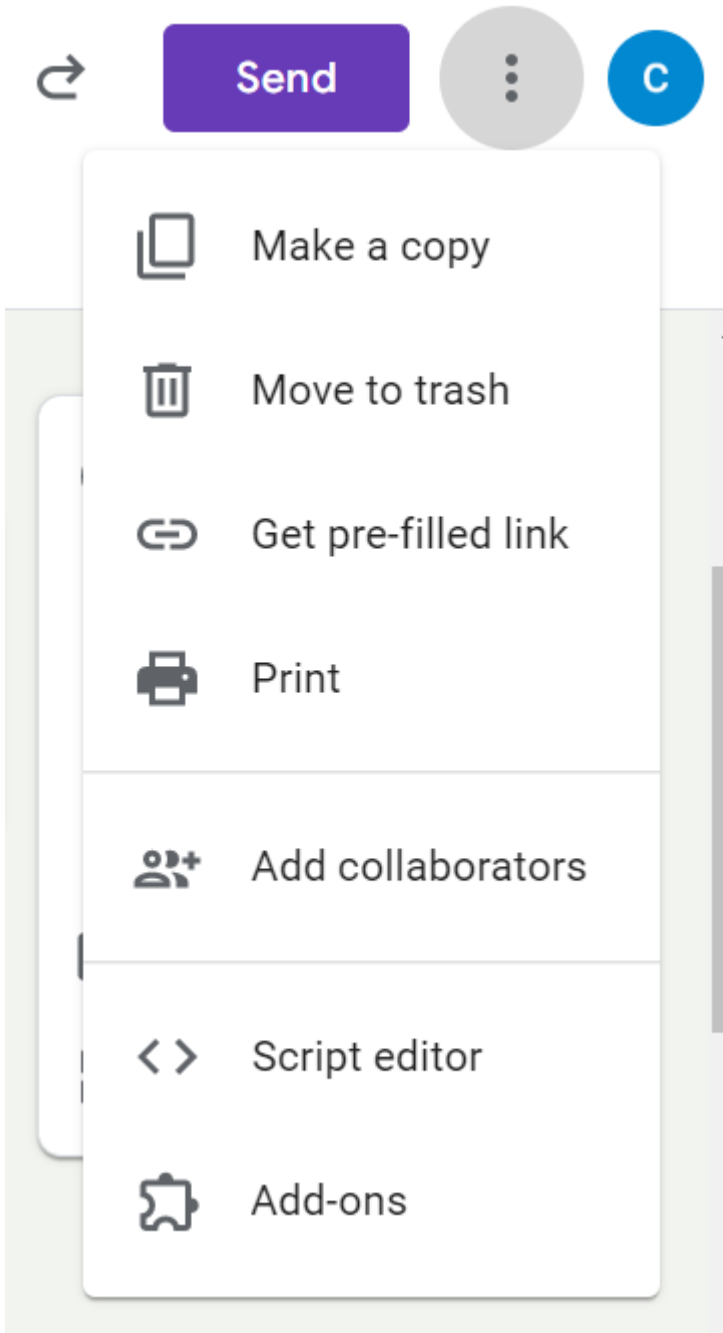 Send
C
Make a copy
Move to trash
Get pre-filled link
Print
Add collaborators
Script editor
Add-ons